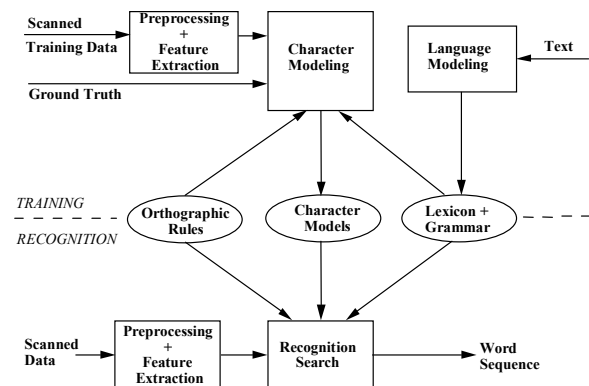 Scanned
Training Data
Preprocessing
+
Feature
Extraction
Ground Truth
Character
Modeling
Language
Modeling
Text
TRAINING
RECOGNITION
Orthographic
Rules
Character
Models
Lexicon +
Grammar
Scanned
Data
Preprocessing
+
Feature
Extraction
Recognition
Search
Word
Sequence